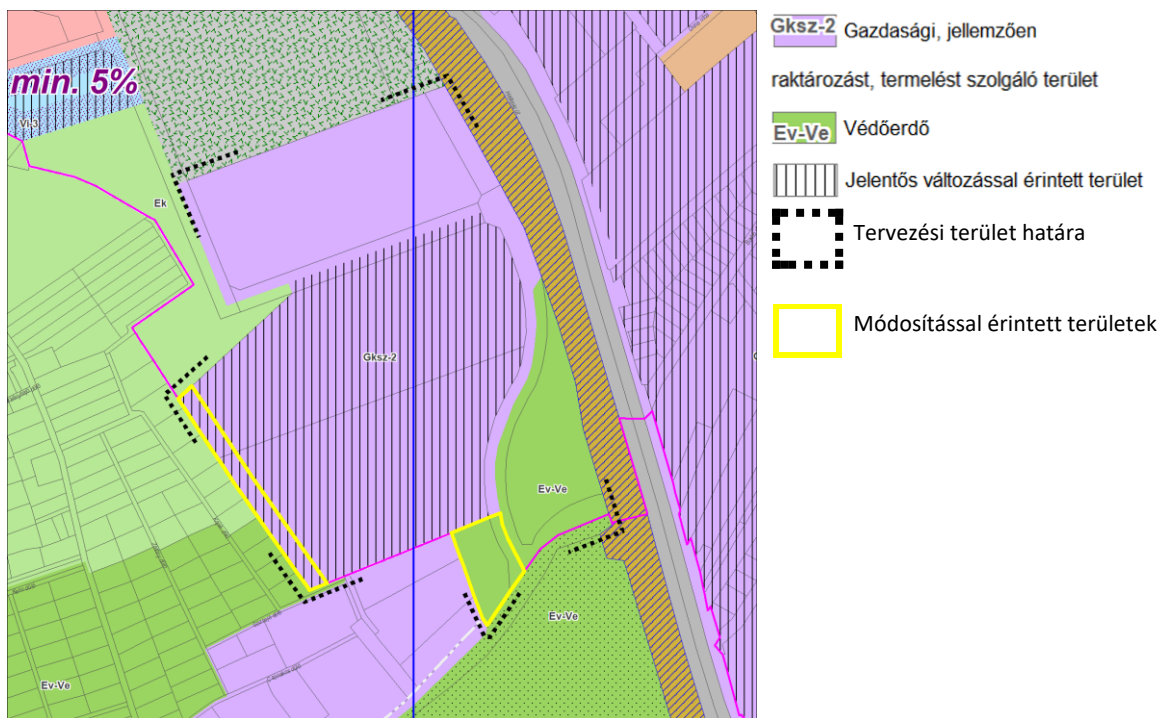 min. 5%
Vi-3
Ek
Gksz-2
Ev-Ve
Ev-Ve
Ev-Ve
Gksz-2 Gazdasági, jellemzően
raktározást, termelést szolgáló terület
Ev-Ve Védőerdő
Jelentős változással érintett terület
Tervezési terület határa
Módosítással érintett területek